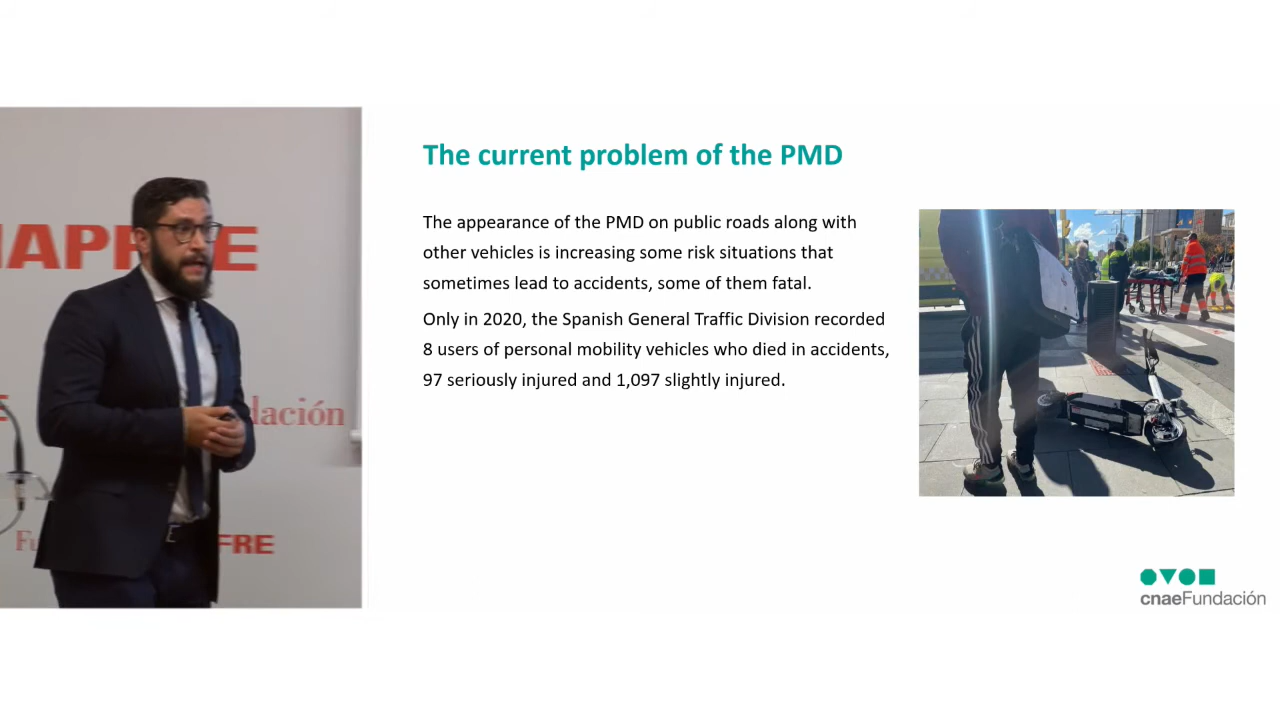 MAPFRE
dación
FRE
The current problem of the PMD
The appearance of the PMD on public roads along with
other vehicles is increasing some risk situations that
sometimes lead to accidents, some of them fatal.
Only in 2020, the Spanish General Traffic Division recorded
8 users of personal mobility vehicles who died in accidents,
97 seriously injured and 1,097 slightly injured.
cnaeFundación